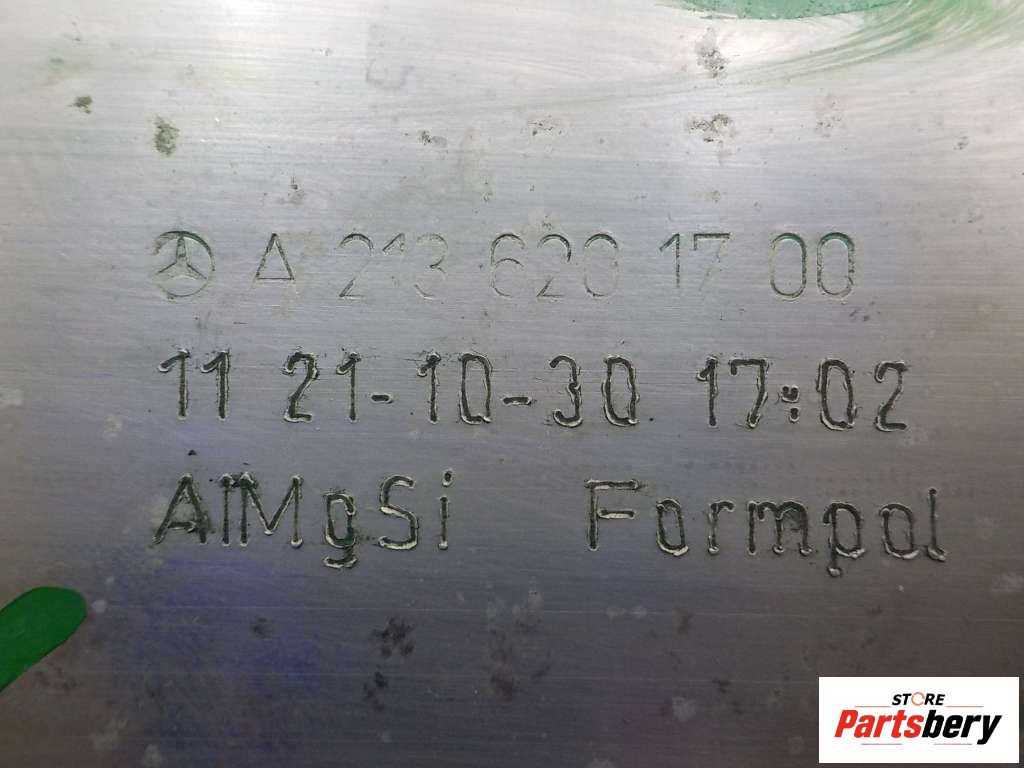 A 213 620 17 00
11 21-10-30 17:02
AlMgSi Formpol
STORE
Partsbery